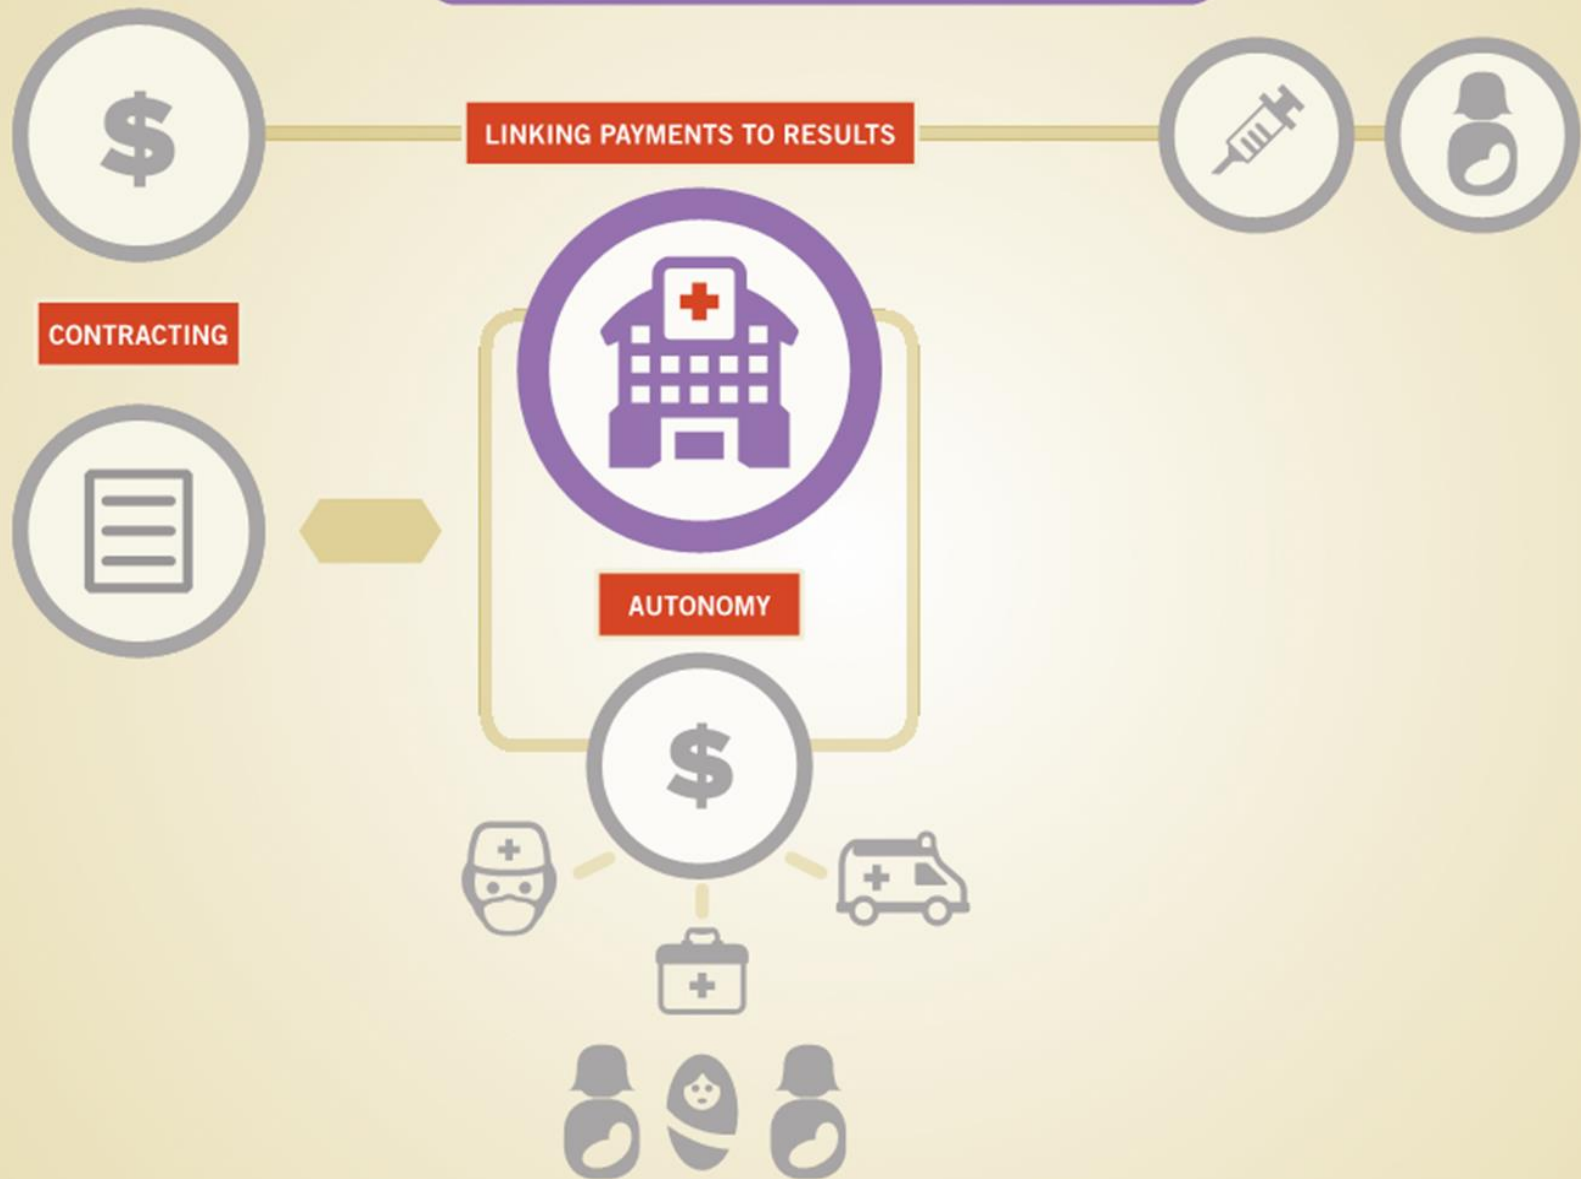 $
LINKING PAYMENTS TO RESULTS
CONTRACTING
AUTONOMY
$